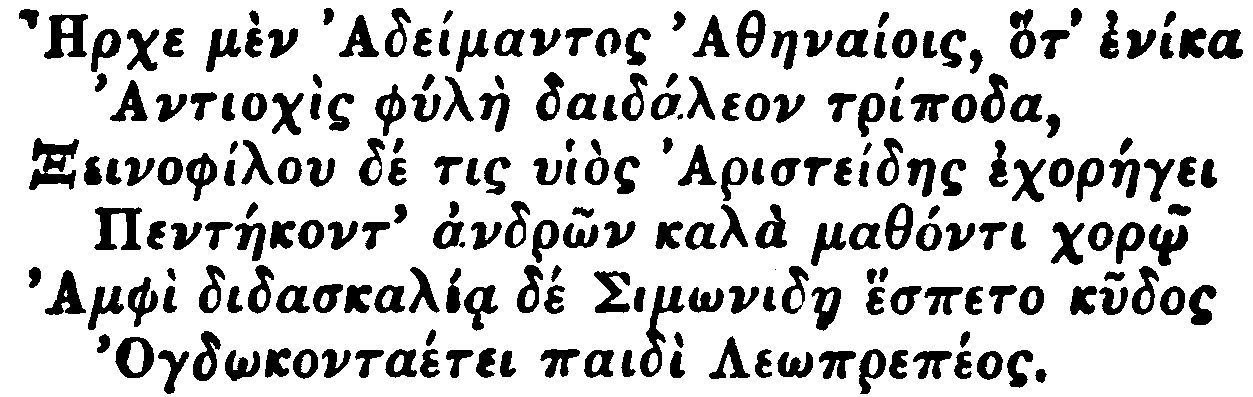 Ἦρχε μὲν Ἀδείμαντος Ἀθηναίοις, ὅτ' ἐνίκα
Ἀντιοχὶς φύλὴ δαιδάλεον τρίποδα,
Ξεινοφίλου δέ τις υἱὸς Ἀριστείδης ἐχορήγει
Πεντήκοντ' ἀνδρῶν καλὰ μαθόντι χορῷ
Ἀμφὶ διδασκαλίᾳ δέ Σιμωνιδῃ ἕσπετο κῦδος
Ὀγδωκονταέτει παιδὶ Λεωπρεπέος.